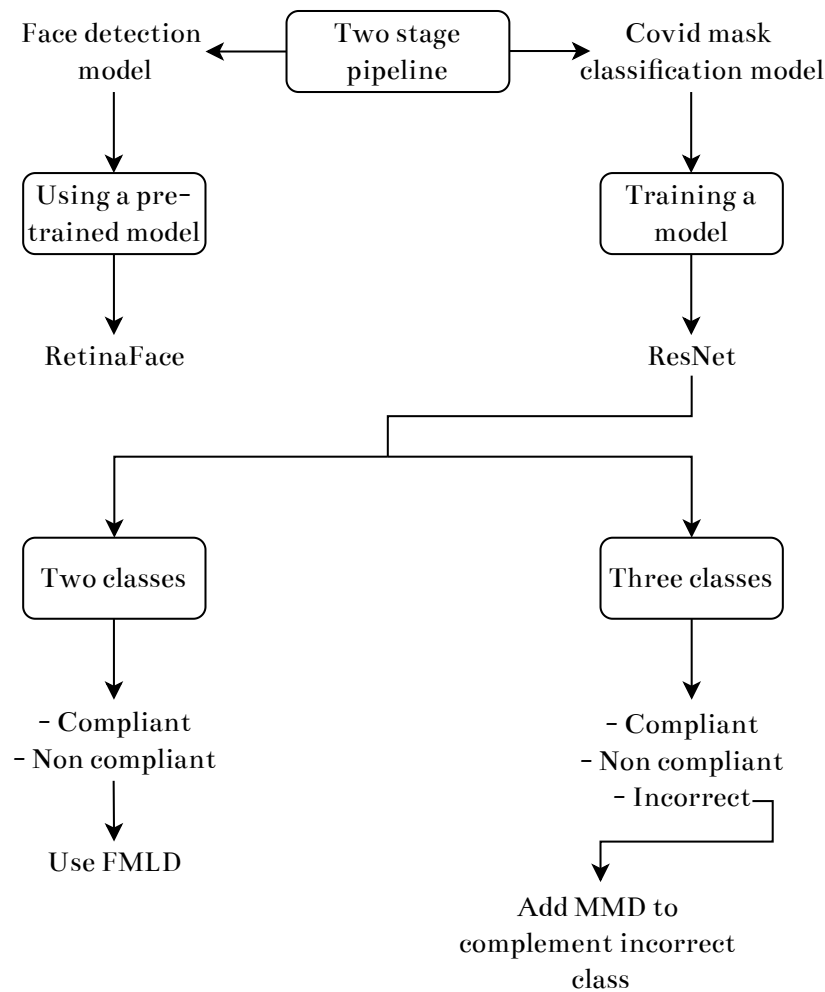 Face detection
model
Two stage
pipeline
Covid mask
classification model
Using a pre-
trained model
Training a
model
RetinaFace
ResNet
Two classes
Three classes
- Compliant
- Non compliant
- Compliant
- Non compliant
- Incorrect
Use FMLD
Add MMD to
complement incorrect
class